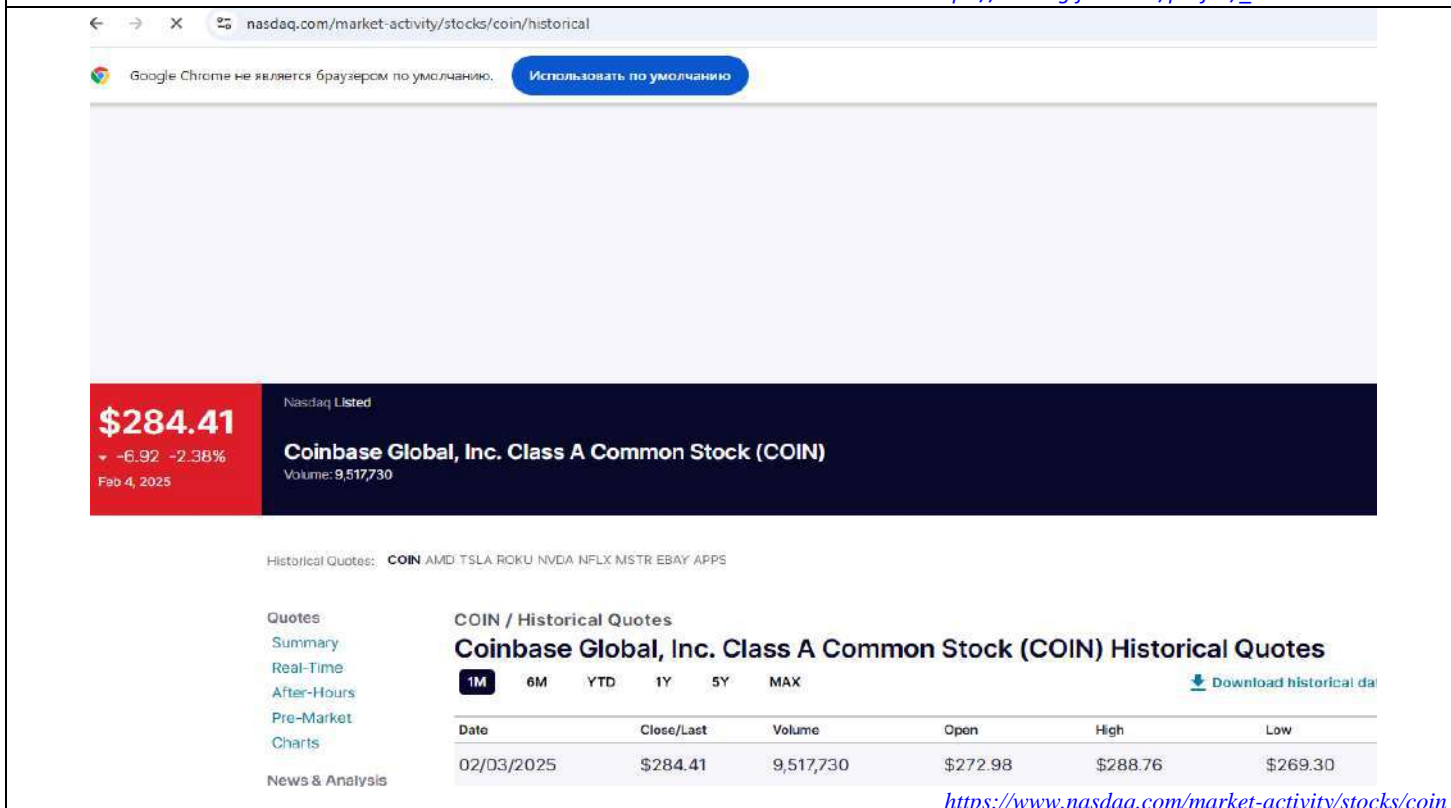 nasdaq.com/market-activity/stocks/coin/historical
Google Chrome не является браузером по умолчанию. Использовать по умолчанию
$284.41
-6.92 -2.38%
Feb 4, 2025
Nasdaq Listed
Coinbase Global, Inc. Class A Common Stock (COIN)
Volume: 9,517,730
Historical Quotes: COIN AMD TSLA ROKU NVDA NFLX MSTR EBAY APPS
Quotes
Summary
Real-Time
After-Hours
Pre-Market
Charts
News & Analysis
COIN / Historical Quotes
Coinbase Global, Inc. Class A Common Stock (COIN) Historical Quotes
1M 6M YTD 1Y 5Y MAX
Download historical da
Date Close/Last Volume Open High Low
02/03/2025 $284.41 9,517,730 $272.98 $288.76 $269.30
https://www.nasdaq.com/market-activity/stocks/coin